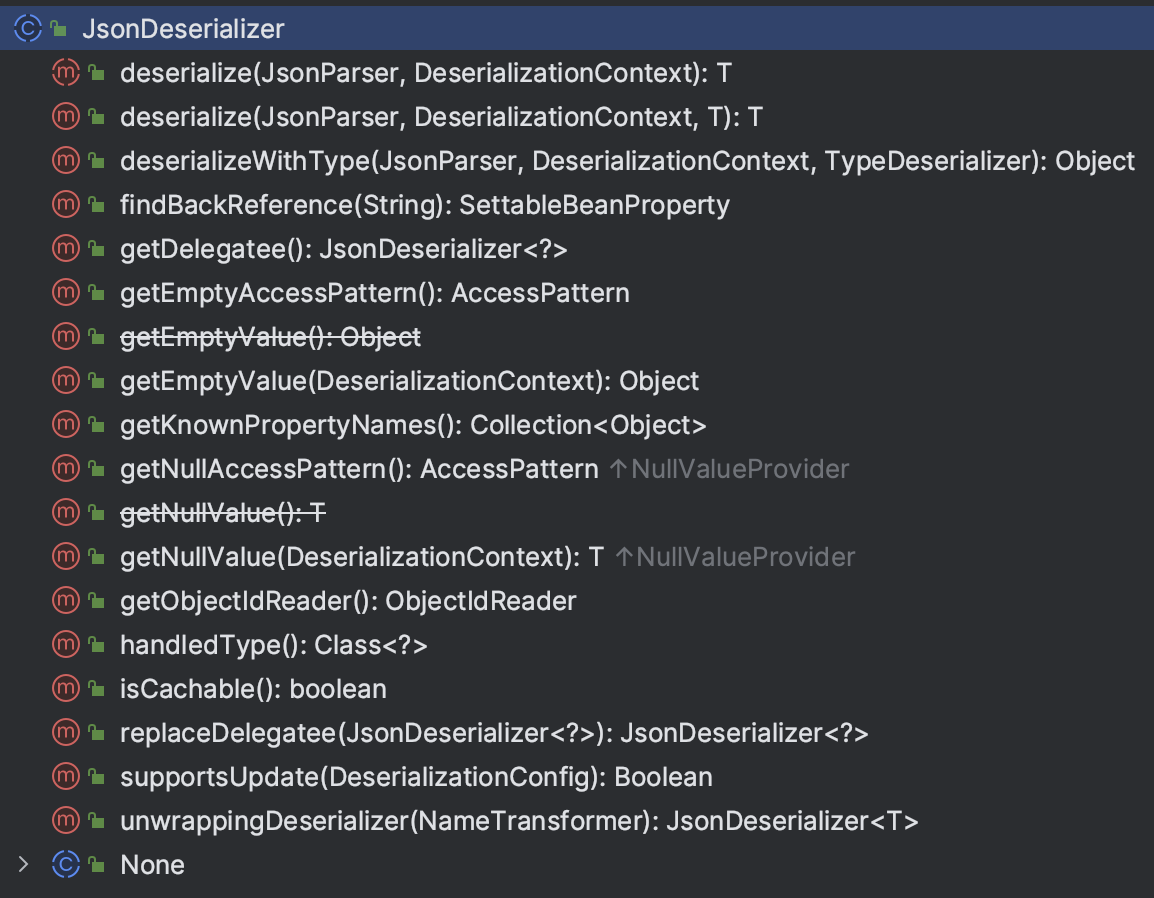 JsonDeserializer
deserialize(JsonParser, DeserializationContext): T
deserialize(JsonParser, DeserializationContext, T): T
deserializeWithType(JsonParser, DeserializationContext, TypeDeserializer): Object
findBackReference(String): SettableBeanProperty
getDelegatee(): JsonDeserializer<?>
getEmptyAccessPattern(): AccessPattern
getEmptyValue(): Object
getEmptyValue(DeserializationContext): Object
getKnownPropertyNames(): Collection<Object>
getNullAccessPattern(): AccessPattern ↑NullValueProvider
getNullValue(): T
getNullValue(DeserializationContext): T ↑NullValueProvider
getObjectIdReader(): ObjectIdReader
handledType(): Class<?>
isCachable(): boolean
replaceDelegatee(JsonDeserializer<?>): JsonDeserializer<?>
supportsUpdate(DeserializationConfig): Boolean
unwrappingDeserializer(NameTransformer): JsonDeserializer<T>
None